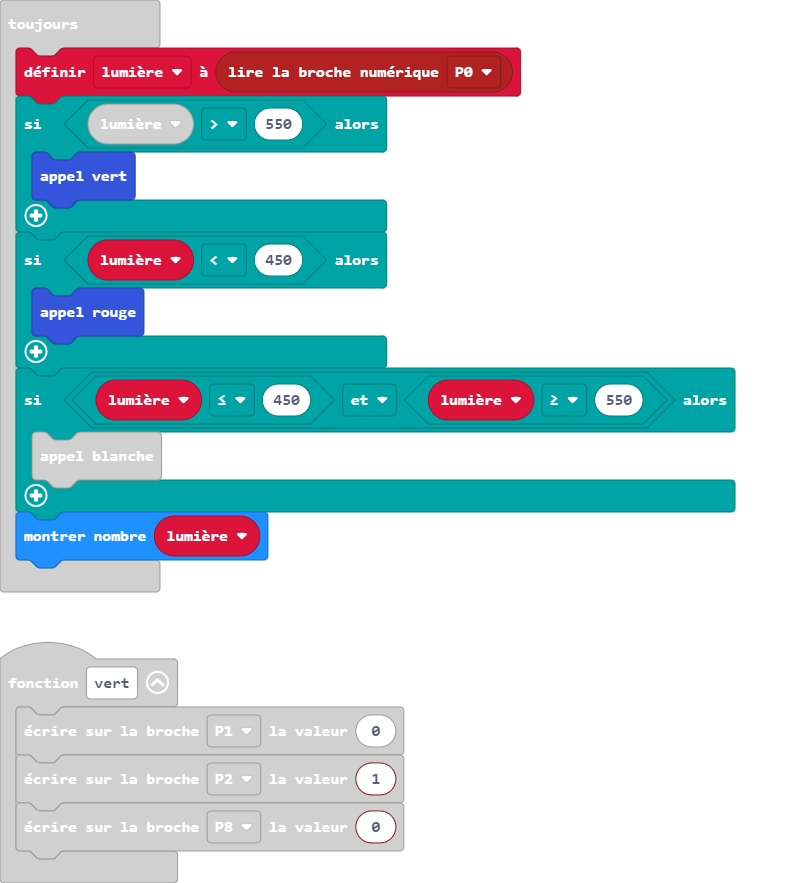 toujours
définir lumière à lire la broche numérique P0
si lumière > 550 alors
appel vert
si lumière < 450 alors
appel rouge
si lumière ≤ 450 et lumière ≥ 550 alors
appel blanche
montrer nombre lumière
fonction vert
écrire sur la broche P1 la valeur 0
écrire sur la broche P2 la valeur 1
écrire sur la broche P8 la valeur 0